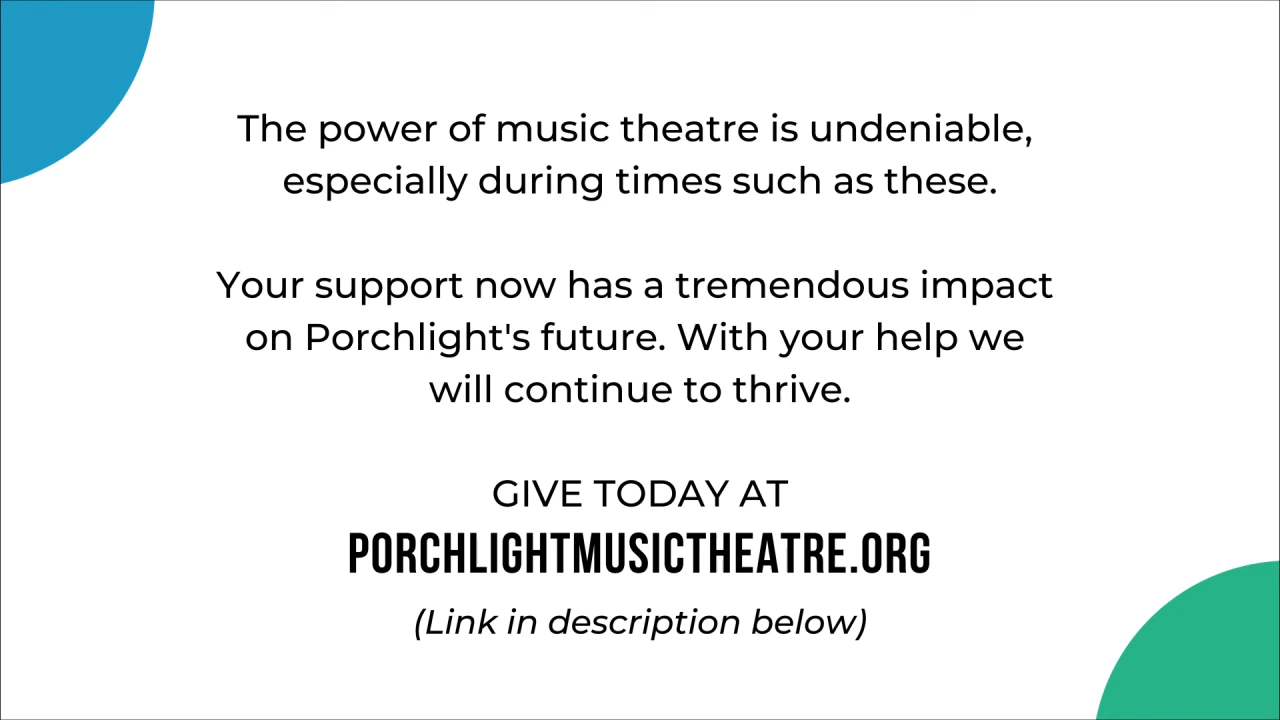 The power of music theatre is undeniable,
especially during times such as these.
Your support now has a tremendous impact
on Porchlight's future. With your help we
will continue to thrive.
GIVE TODAY AT
PORCHLIGHTMUSICTHEATRE.ORG
(Link in description below)